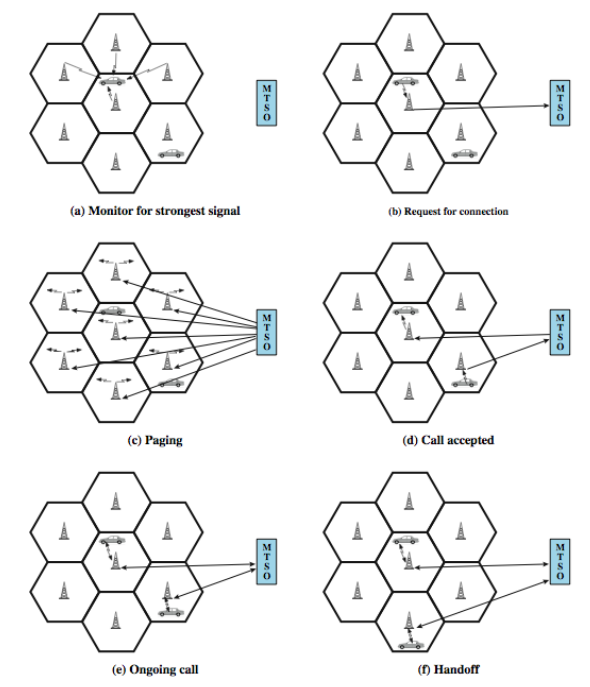 M
T
S
O
M
T
S
O
(a) Monitor for strongest signal
(b) Request for connection
M
T
S
O
M
T
S
O
(c) Paging
(d) Call accepted
M
T
S
O
M
T
S
O
(e) Ongoing call
(f) Handoff